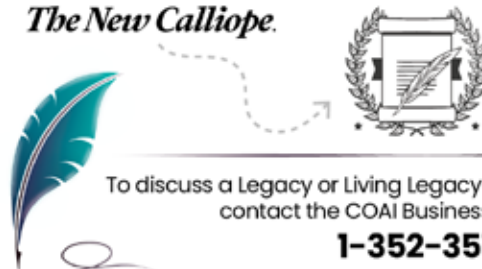 The New Calliope.
To discuss a Legacy or Living Legacy
contact the COAI Busines
1-352-35